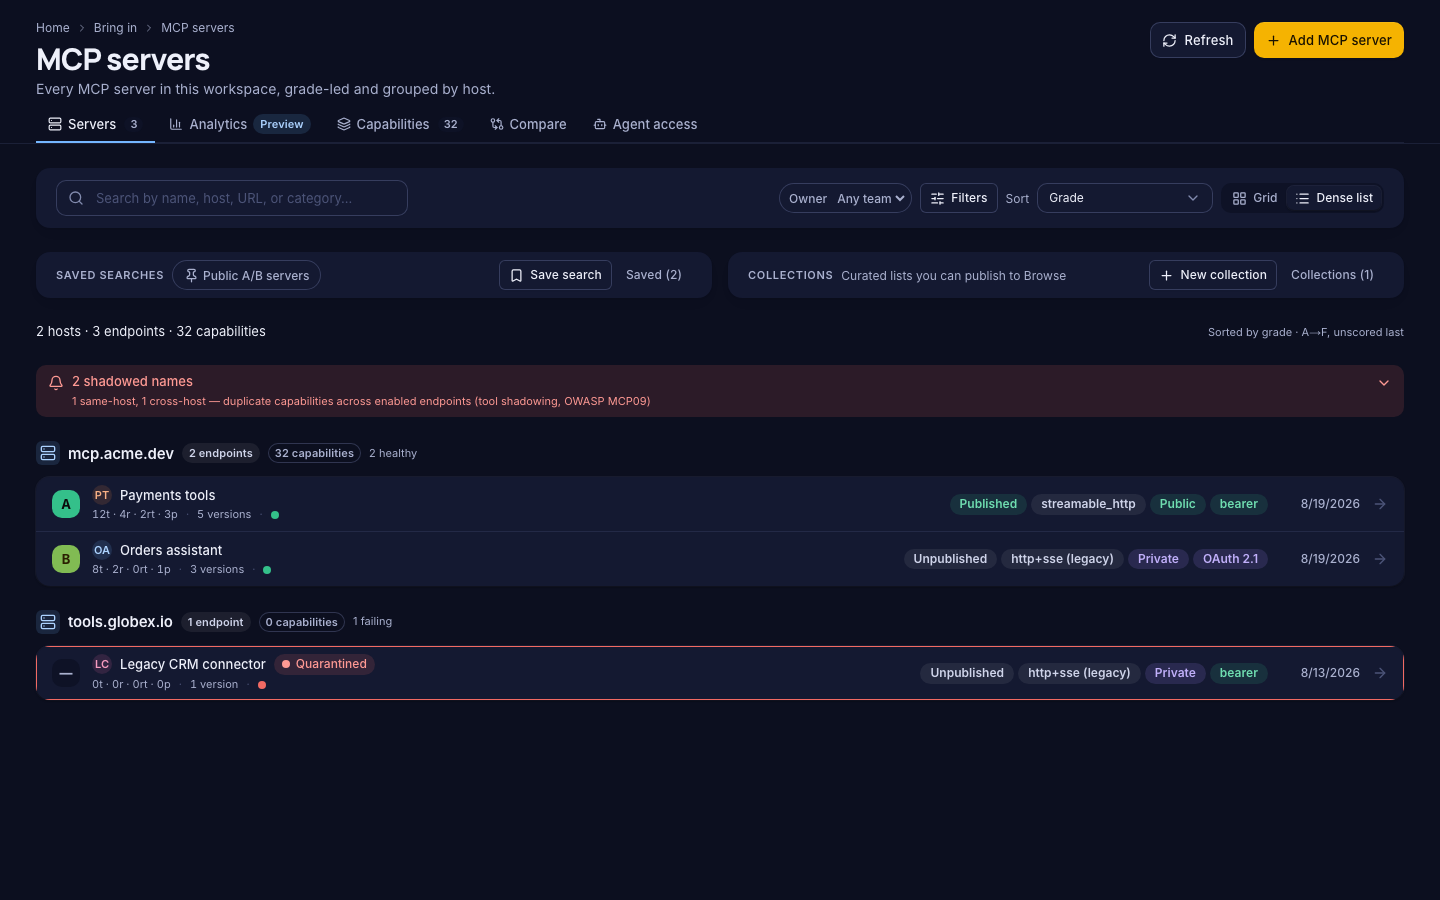 Home > Bring in > MCP servers
MCP servers
Every MCP server in this workspace, grade-led and grouped by host.
Refresh
Add MCP server
Servers 3 Analytics Preview Capabilities 32 Compare Agent access
Search by name, host, URL, or category...
Owner Any team Filters Sort Grade Grid Dense list
SAVED SEARCHES Public A/B servers Save search Saved (2)
COLLECTIONS Curated lists you can publish to Browse New collection Collections (1)
2 hosts · 3 endpoints · 32 capabilities
Sorted by grade · A→F, unscored last
2 shadowed names
1 same-host, 1 cross-host — duplicate capabilities across enabled endpoints (tool shadowing, OWASP MCP09)
mcp.acme.dev 2 endpoints 32 capabilities 2 healthy
A PT Payments tools
12t · 4r · 2rt · 3p · 5 versions ·
Published streamable_http Public bearer 8/19/2026
B OA Orders assistant
8t · 2r · 0rt · 1p · 3 versions ·
Unpublished http+sse (legacy) Private OAuth 2.1 8/19/2026
tools.globex.io 1 endpoint 0 capabilities 1 failing
— LC Legacy CRM connector Quarantined
0t · 0r · 0rt · 0p · 1 version ·
Unpublished http+sse (legacy) Private bearer 8/13/2026